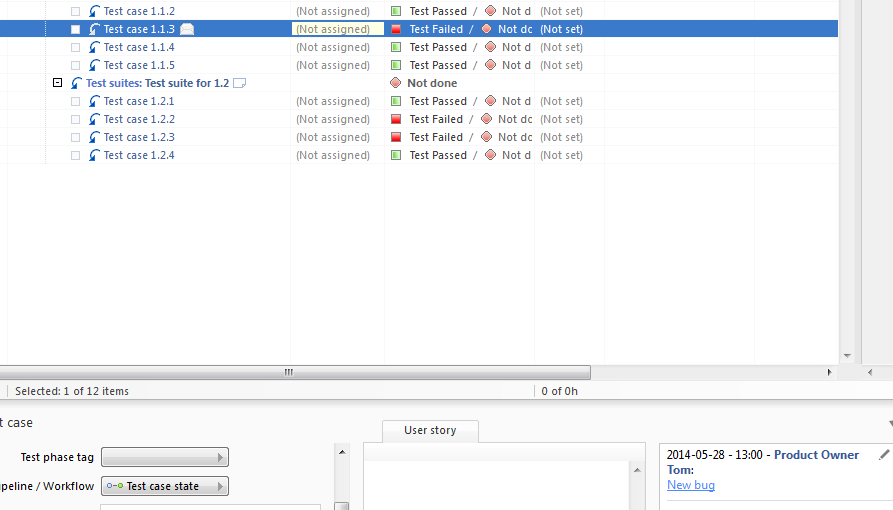 Test case 1.1.2 (Not assigned) Test Passed / Not d (Not set)
Test case 1.1.3 (Not assigned) Test Failed / Not dc (Not set)
Test case 1.1.4 (Not assigned) Test Passed / Not d (Not set)
Test case 1.1.5 (Not assigned) Test Passed / Not d (Not set)
Test suites: Test suite for 1.2 Not done
Test case 1.2.1 (Not assigned) Test Passed / Not d (Not set)
Test case 1.2.2 (Not assigned) Test Failed / Not dc (Not set)
Test case 1.2.3 (Not assigned) Test Failed / Not dc (Not set)
Test case 1.2.4 (Not assigned) Test Passed / Not d (Not set)
Selected: 1 of 12 items 0 of 0h
t case
Test phase tag
ipeline / Workflow Test case state
User story
2014-05-28 - 13:00 - Product Owner
Tom:
New bug